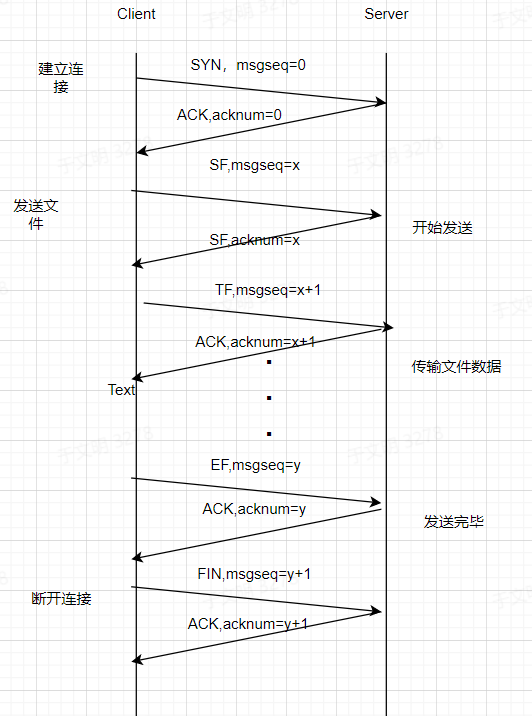 Client
Server
建立连
接
SYN，msgseq=0
ACK,acknum=0
SF,msgseq=x
发送文
件
开始发送
SF,acknum=x
TF,msgseq=x+1
ACK,acknum=x+1
传输文件数据
Text
EF,msgseq=y
ACK,acknum=y
发送完毕
FIN,msgseq=y+1
断开连接
ACK,acknum=y+1